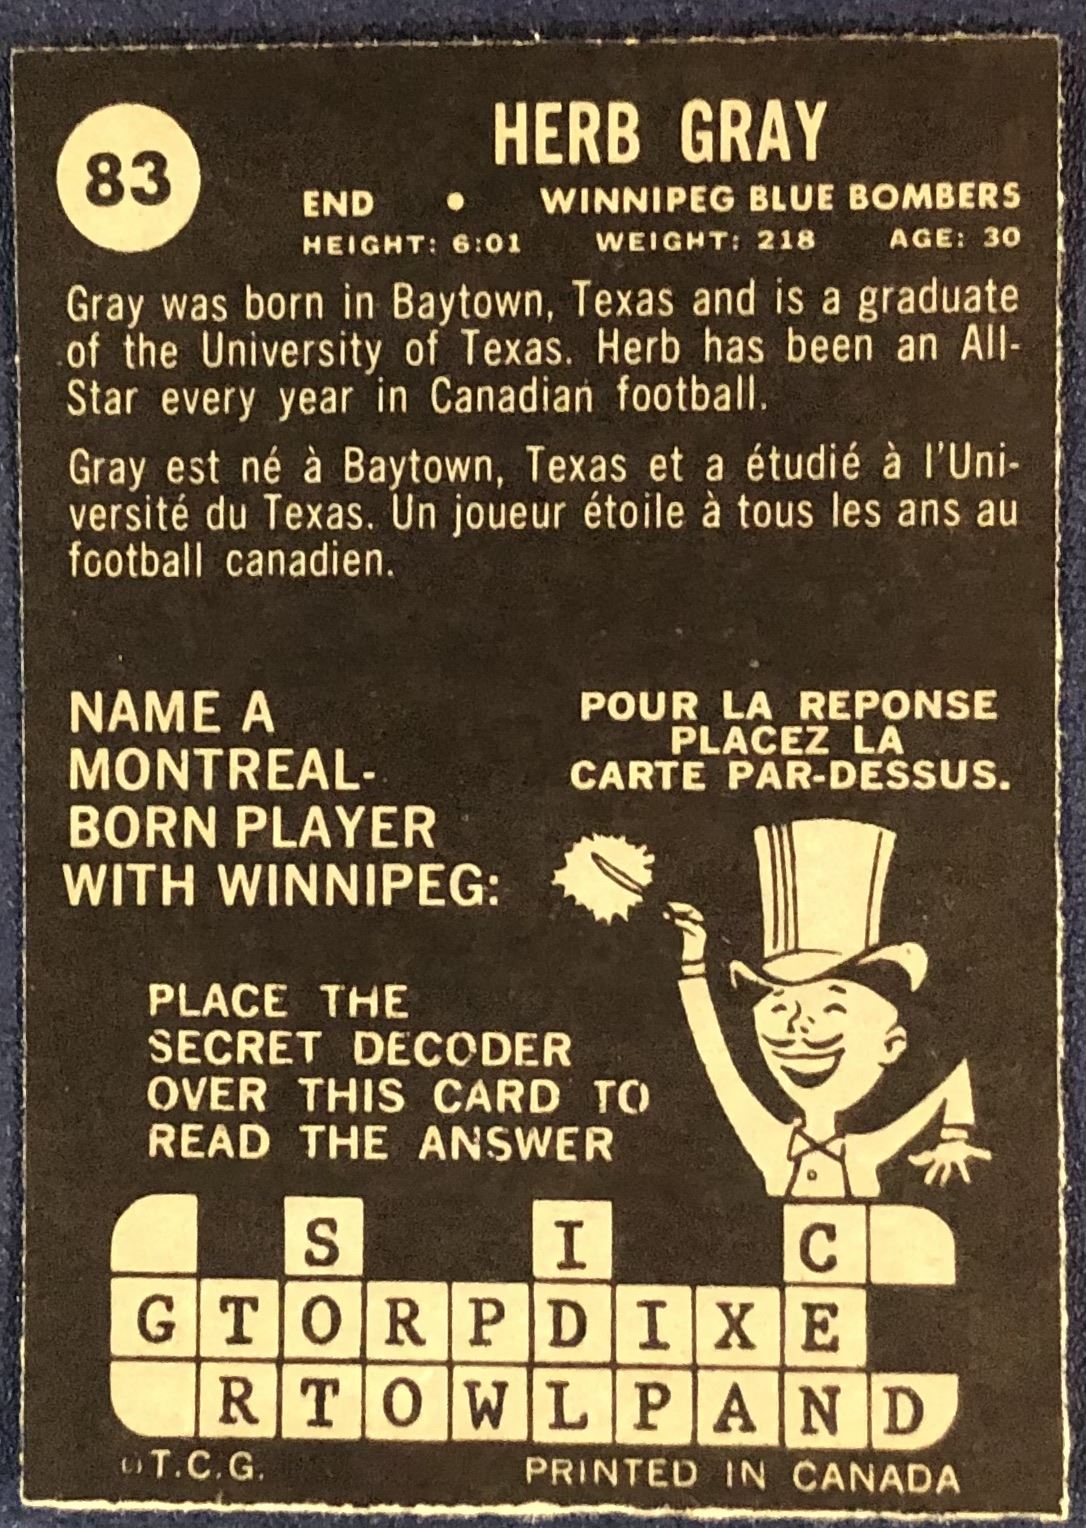 83
HERB GRAY
END • WINNIPEG BLUE BOMBERS
HEIGHT: 6:01 WEIGHT: 218 AGE: 30
Gray was born in Baytown, Texas and is a graduate
of the University of Texas. Herb has been an All-
Star every year in Canadian football.
Gray est né à Baytown, Texas et a étudié à l'Uni-
versité du Texas. Un joueur étoile à tous les ans au
football canadien.
NAME A
MONTREAL-
BORN PLAYER
WITH WINNIPEG:
POUR LA REPONSE
PLACEZ LA
CARTE PAR-DESSUS.
PLACE THE
SECRET DECODER
OVER THIS CARD TO
READ THE ANSWER
S I C
G T O R P D I X E
R T O W L P A N D
© T.C.G. PRINTED IN CANADA